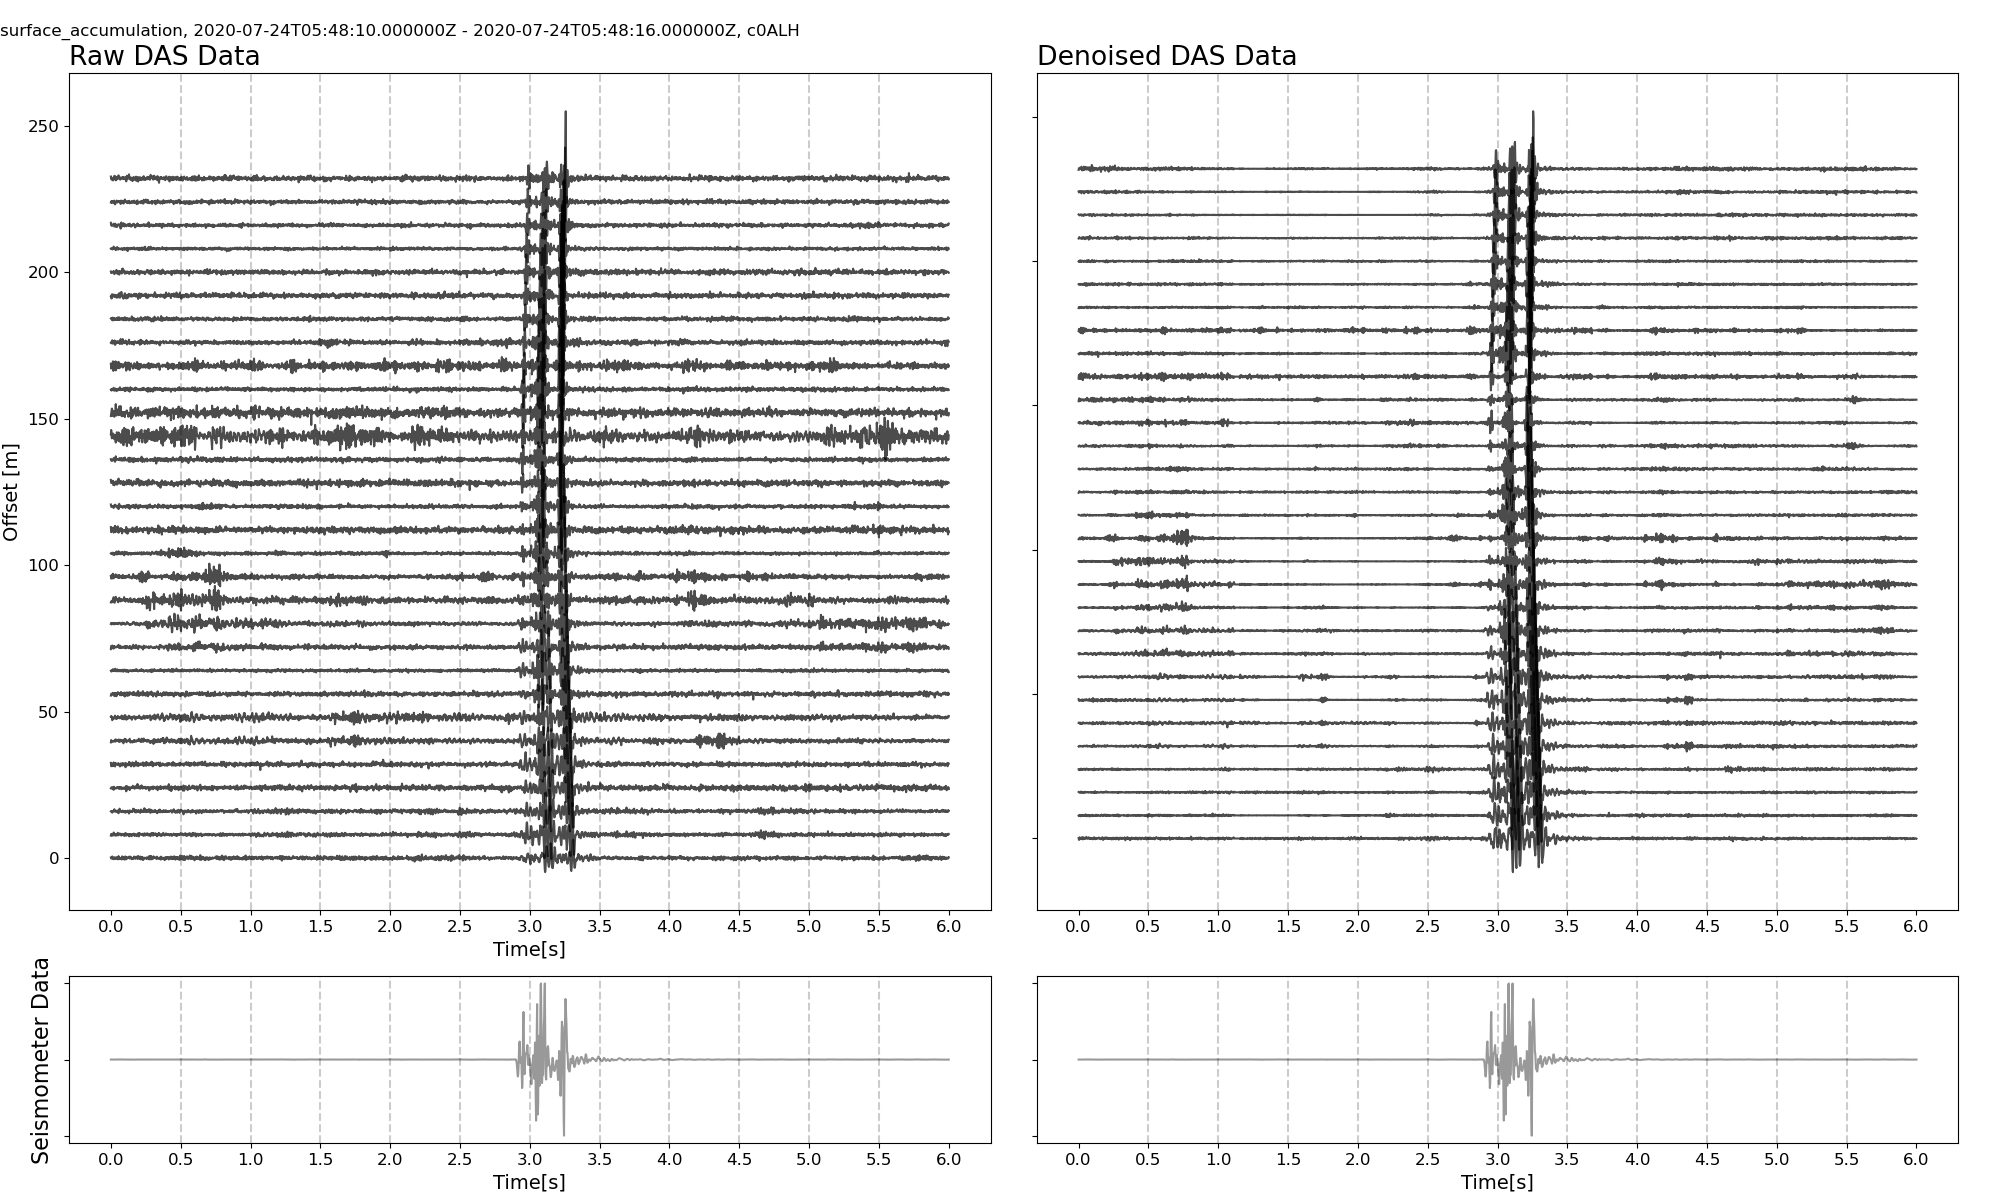 surface_accumulation, 2020-07-24T05:48:10.000000Z - 2020-07-24T05:48:16.000000Z, c0ALH
Raw DAS Data
Denoised DAS Data
Offset [m]
250
200
150
100
50
0
0.0 0.5 1.0 1.5 2.0 2.5 3.0 3.5 4.0 4.5 5.0 5.5 6.0
Time[s]
0.0 0.5 1.0 1.5 2.0 2.5 3.0 3.5 4.0 4.5 5.0 5.5 6.0
Seismometer Data
0.0 0.5 1.0 1.5 2.0 2.5 3.0 3.5 4.0 4.5 5.0 5.5 6.0
Time[s]
0.0 0.5 1.0 1.5 2.0 2.5 3.0 3.5 4.0 4.5 5.0 5.5 6.0
Time[s]